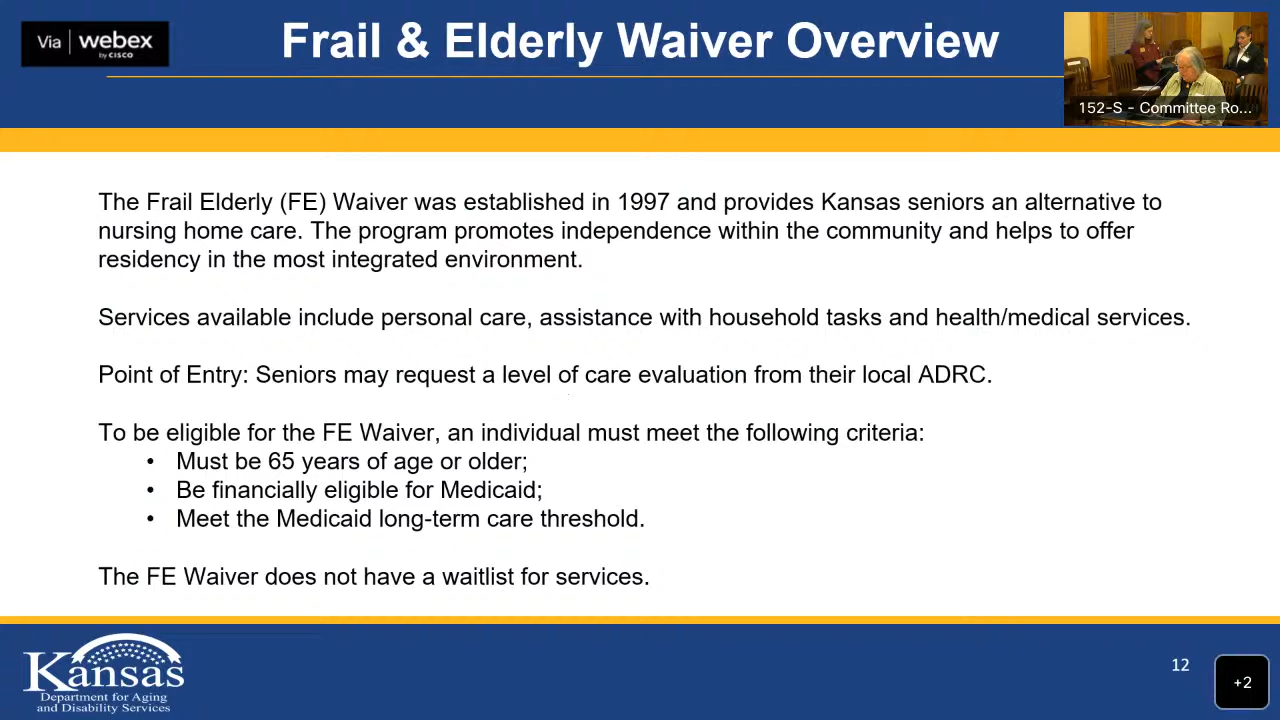 Via webex
by CISCO
Frail & Elderly Waiver Overview
152-S - Committee Ro...
The Frail Elderly (FE) Waiver was established in 1997 and provides Kansas seniors an alternative to
nursing home care. The program promotes independence within the community and helps to offer
residency in the most integrated environment.
Services available include personal care, assistance with household tasks and health/medical services.
Point of Entry: Seniors may request a level of care evaluation from their local ADRC.
To be eligible for the FE Waiver, an individual must meet the following criteria:
• Must be 65 years of age or older;
• Be financially eligible for Medicaid;
• Meet the Medicaid long-term care threshold.
The FE Waiver does not have a waitlist for services.
Kansas
Department for Aging
and Disability Services
12
+2